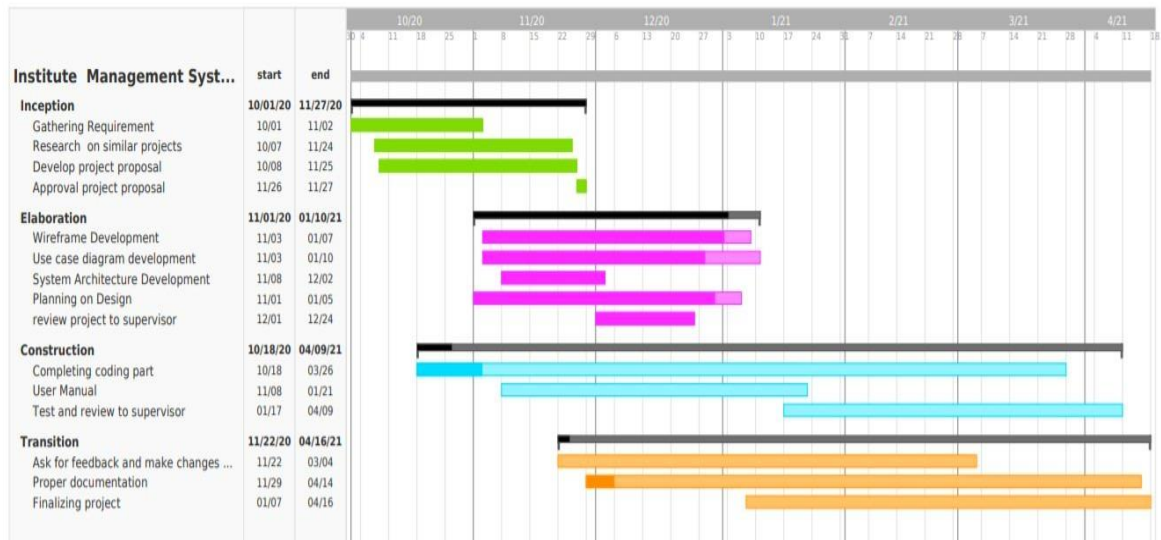 10/20 11/20 12/20 1/21 2/21 3/21 4/21
30 4 11 18 25 1 8 15 22 29 6 13 20 27 3 10 17 24 31 7 14 21 28 7 14 21 28 4 11 18
Institute Management Syst... start end
Inception 10/01/20 11/27/20
Gathering Requirement 10/01 11/02
Research on similar projects 10/07 11/24
Develop project proposal 10/08 11/25
Approval project proposal 11/26 11/27
Elaboration 11/01/20 01/10/21
Wireframe Development 11/03 01/07
Use case diagram development 11/03 01/10
System Architecture Development 11/08 12/02
Planning on Design 11/01 01/05
review project to supervisor 12/01 12/24
Construction 10/18/20 04/09/21
Completing coding part 10/18 03/26
User Manual 11/08 01/21
Test and review to supervisor 01/17 04/09
Transition 11/22/20 04/16/21
Ask for feedback and make changes ... 11/22 03/04
Proper documentation 11/29 04/14
Finalizing project 01/07 04/16